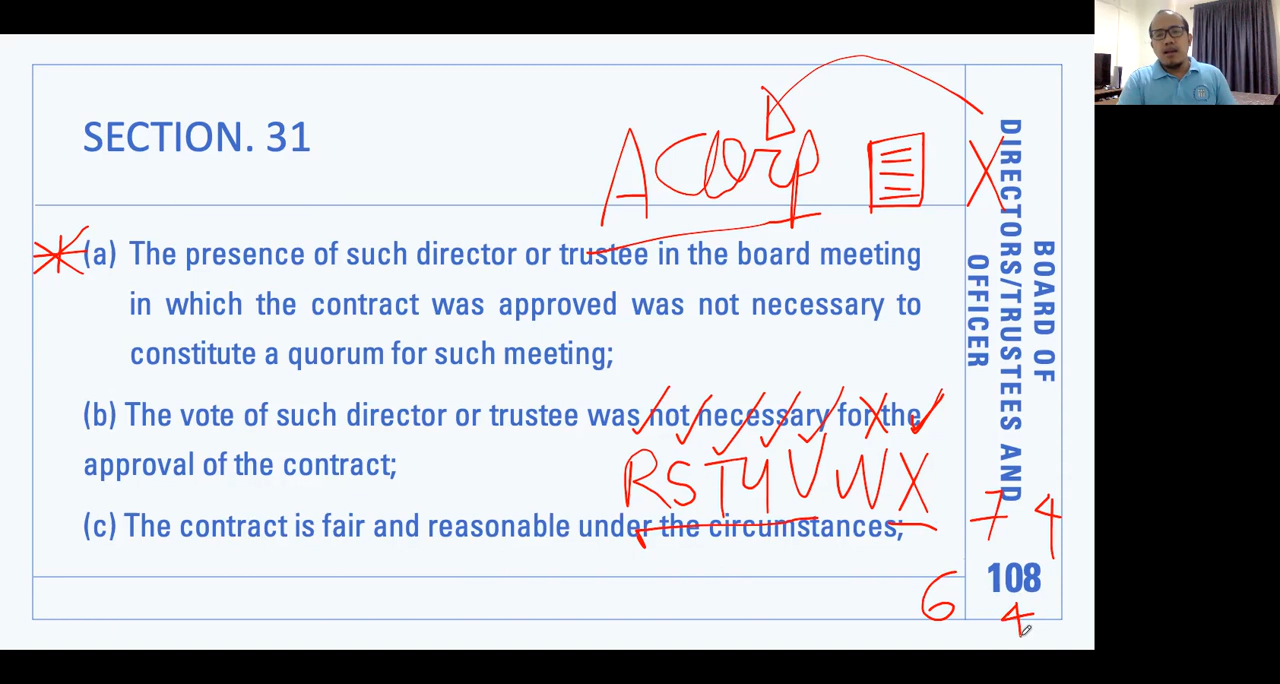 SECTION. 31
A Corp
X
(a) The presence of such director or trustee in the board meeting
in which the contract was approved was not necessary to
constitute a quorum for such meeting;
(b) The vote of such director or trustee was not necessary for the
approval of the contract;
(c) The contract is fair and reasonable under the circumstances;
R S T U V W X
7 4
6 4
BOARD OF
DIRECTORS/TRUSTEES AND
OFFICER
108